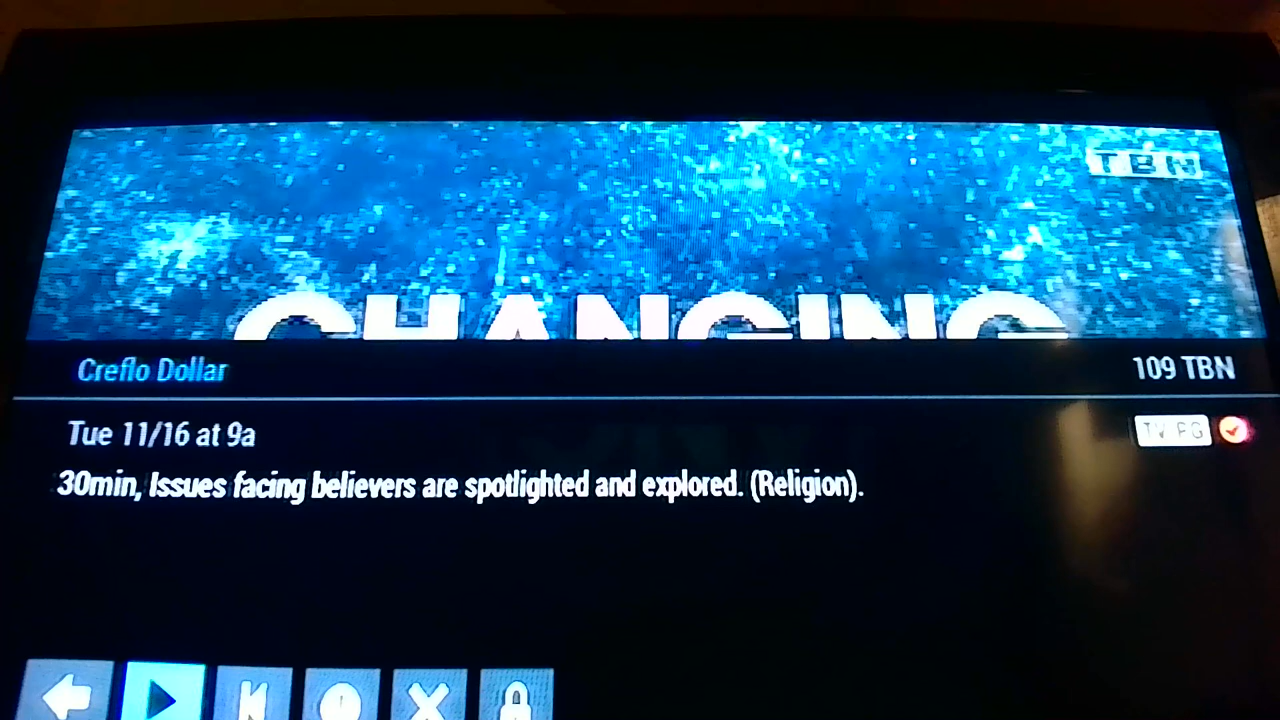 TBN
CHANGING
Creflo Dollar
109 TBN
Tue 11/16 at 9a
TV PG
30min, Issues facing believers are spotlighted and explored. (Religion).